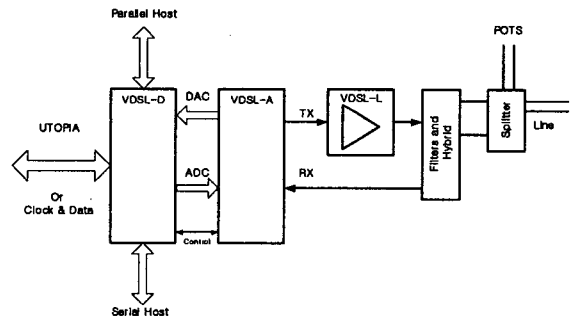 Parallel Host
POTS
VDSL-D
DAC
VDSL-A
VDSL-L
TX
UTOPIA
Filters and
Hybrid
Splitter
Line
ADC
RX
Or
Clock & Data
Control
Serial Host